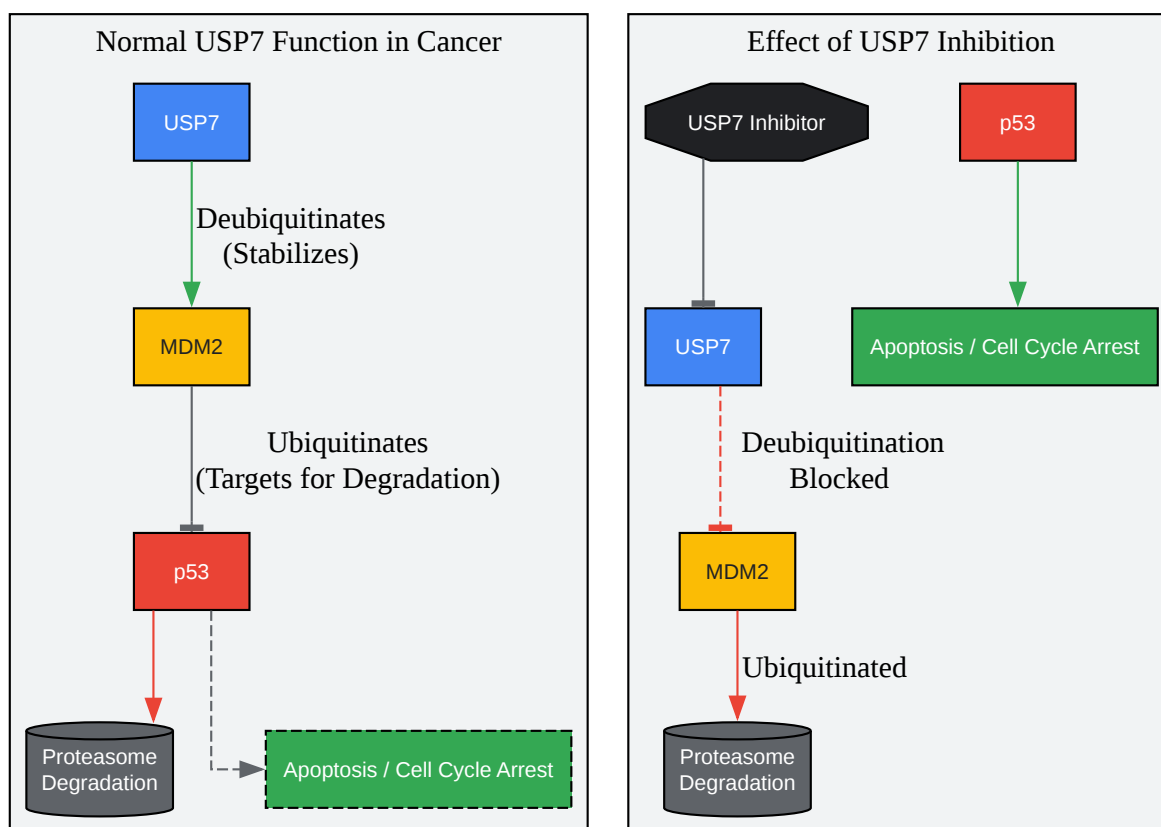 Normal USP7 Function in Cancer
USP7
Deubiquitinates
(Stabilizes)
MDM2
Ubiquitinates
(Targets for Degradation)
p53
Proteasome
Degradation
Apoptosis / Cell Cycle Arrest
Effect of USP7 Inhibition
USP7 Inhibitor
p53
USP7
Apoptosis / Cell Cycle Arrest
Deubiquitination
Blocked
MDM2
Ubiquitinated
Proteasome
Degradation